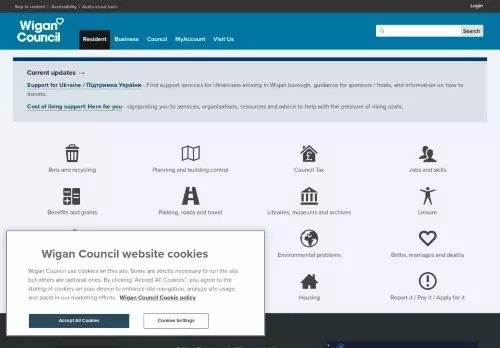 Skip to content | Accessibility | Audio visual tools
Login
Wigan
Council
Resident Business Council MyAccount Visit Us
Search
Current updates →
Support for Ukraine / Підтримка України - Find support services for Ukrainians arriving in Wigan borough, guidance for sponsors / hosts, and information on how to
donate.
Cost of living support: Here for you - signposting you to services, organisations, resources and advice to help with the pressure of rising costs.
Bins and recycling
Planning and building control
Council Tax
Jobs and skills
Benefits and grants
Parking, roads and travel
Libraries, museums and archives
Leisure
Environmental problems
Births, marriages and deaths
Housing
Report it / Pay it / Apply for it
Wigan Council website cookies
Wigan Council use cookies on this site. Some are strictly necessary to run the site
but others are optional ones. By clicking "Accept All Cookies", you agree to the
storing of cookies on your device to enhance site navigation, analyze site usage,
and assist in our marketing efforts. Wigan Council Cookie policy
Accept All Cookies
Cookies Settings